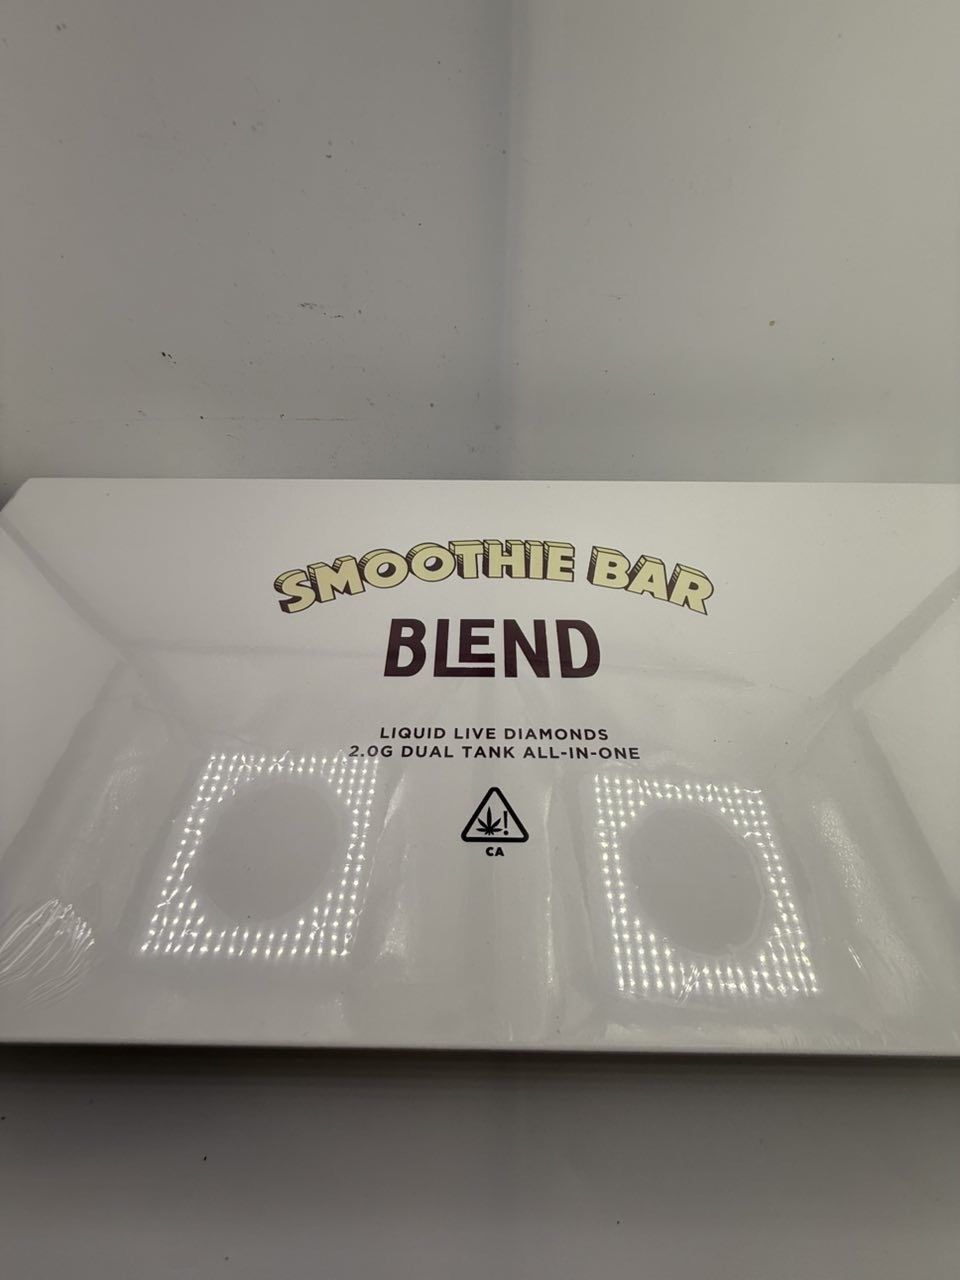 SMOOTHIE BAR
BLEND
LIQUID LIVE DIAMONDS
2.0G DUAL TANK ALL-IN-ONE
!
CA